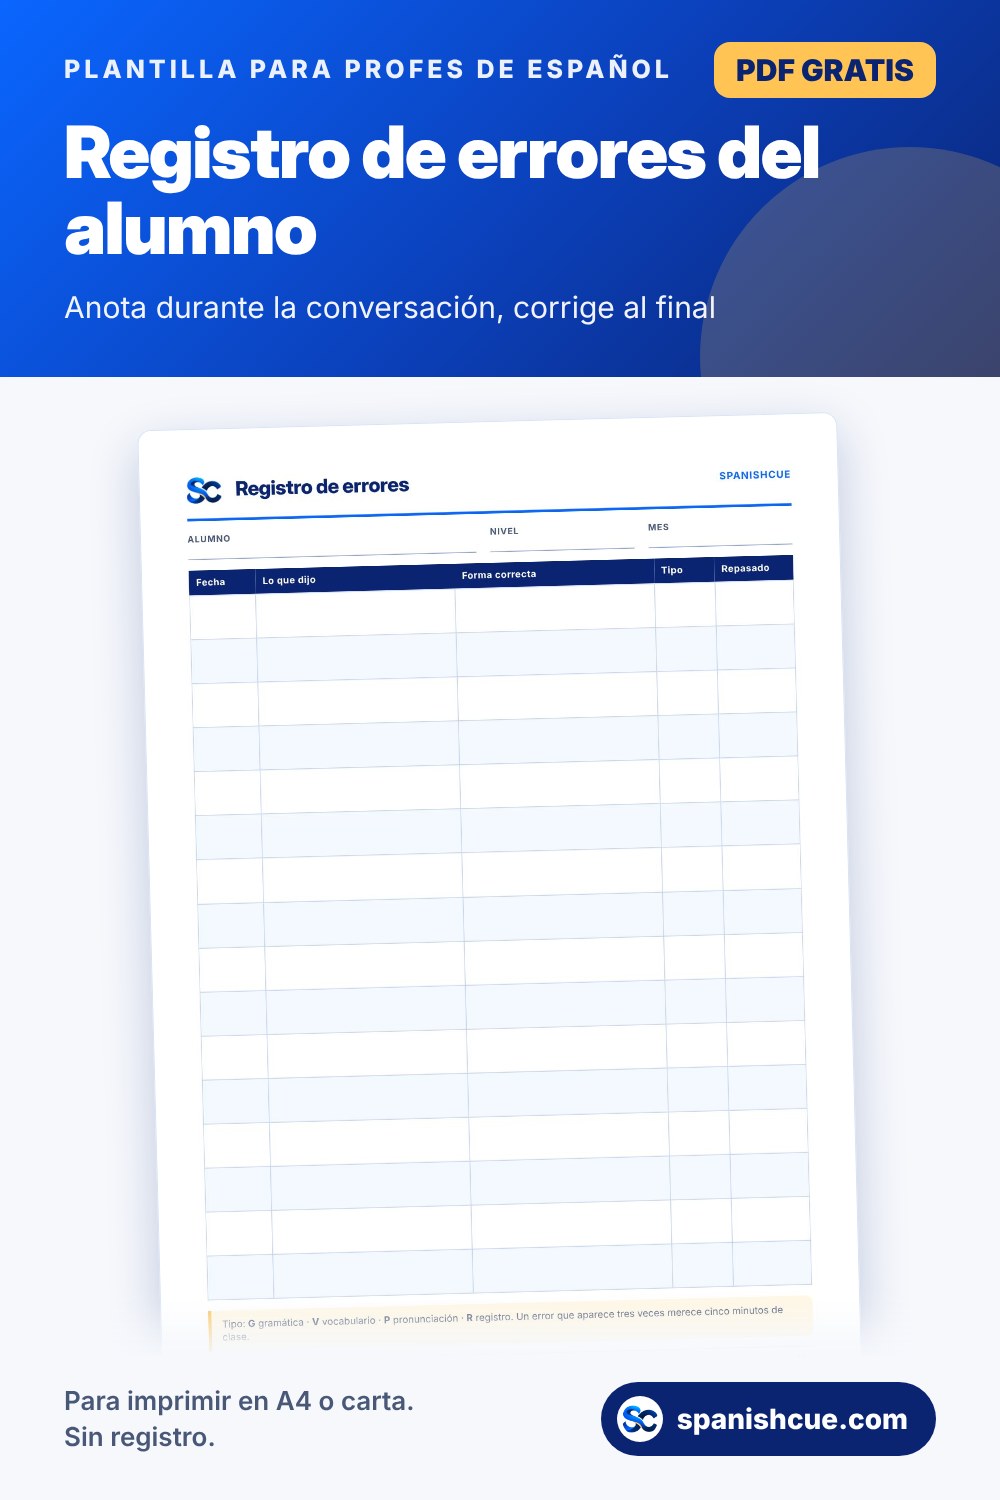 PLANTILLA PARA PROFES DE ESPAÑOL
PDF GRATIS
Registro de errores del
alumno
Anota durante la conversación, corrige al final
SC Registro de errores
SPANISHCUE
ALUMNO NIVEL MES
Fecha Lo que dijo Forma correcta Tipo Repasado
Tipo: G gramática · V vocabulario · P pronunciación · R registro. Un error que aparece tres veces merece cinco minutos de
clase.
Para imprimir en A4 o carta.
Sin registro.
SC spanishcue.com